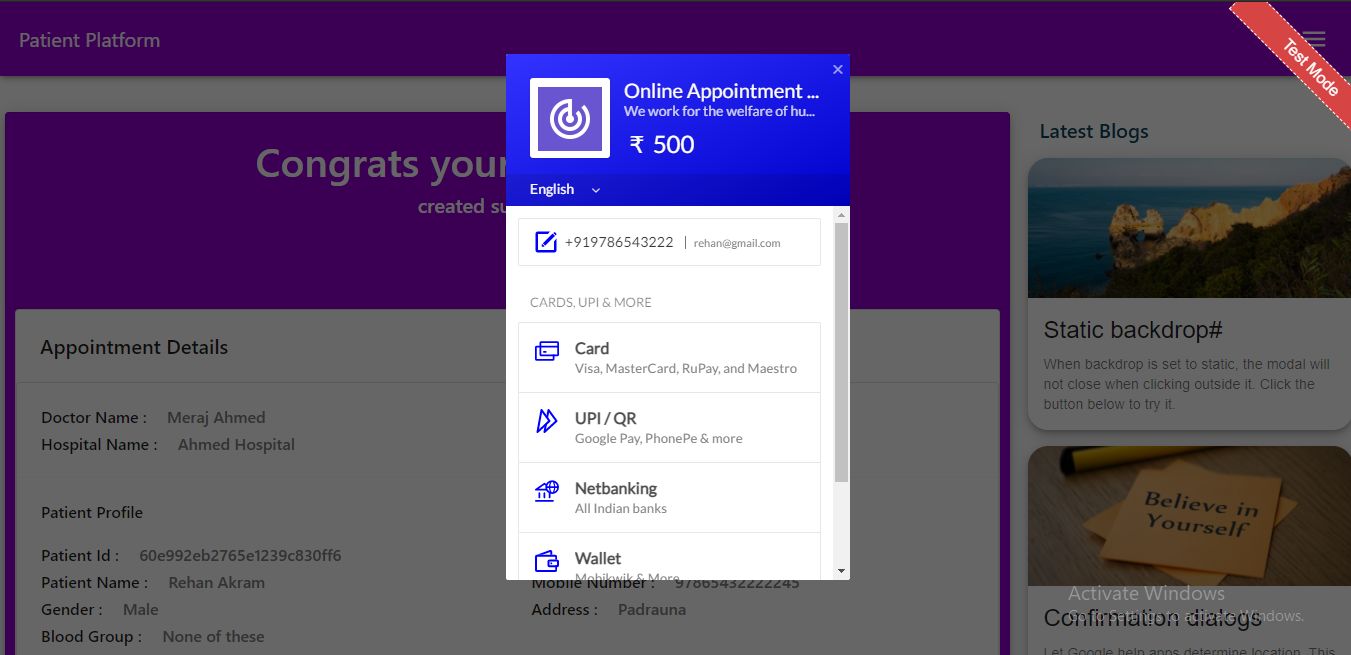 Patient Platform
Test Mode
Congrats your
created su
Online Appointment ...
We work for the welfare of hu...
₹ 500
English
+919786543222 | rehan@gmail.com
CARDS, UPI & MORE
Card
Visa, MasterCard, RuPay, and Maestro
UPI / QR
Google Pay, PhonePe & more
Netbanking
All Indian banks
Wallet
Mobikwik & More
Appointment Details
Doctor Name : Meraj Ahmed
Hospital Name : Ahmed Hospital
Patient Profile
Patient Id : 60e992eb2765e1239c830ff6
Patient Name : Rehan Akram
Mobile Number : 97865432222245
Gender : Male
Address : Padrauna
Blood Group : None of these
Latest Blogs
Static backdrop#
When backdrop is set to static, the modal will
not close when clicking outside it. Click the
button below to try it.
Believe in
Yourself
Confirmation dialogs
Let Google help apps determine location. This
Activate Windows
Go to Settings to activate Windows.